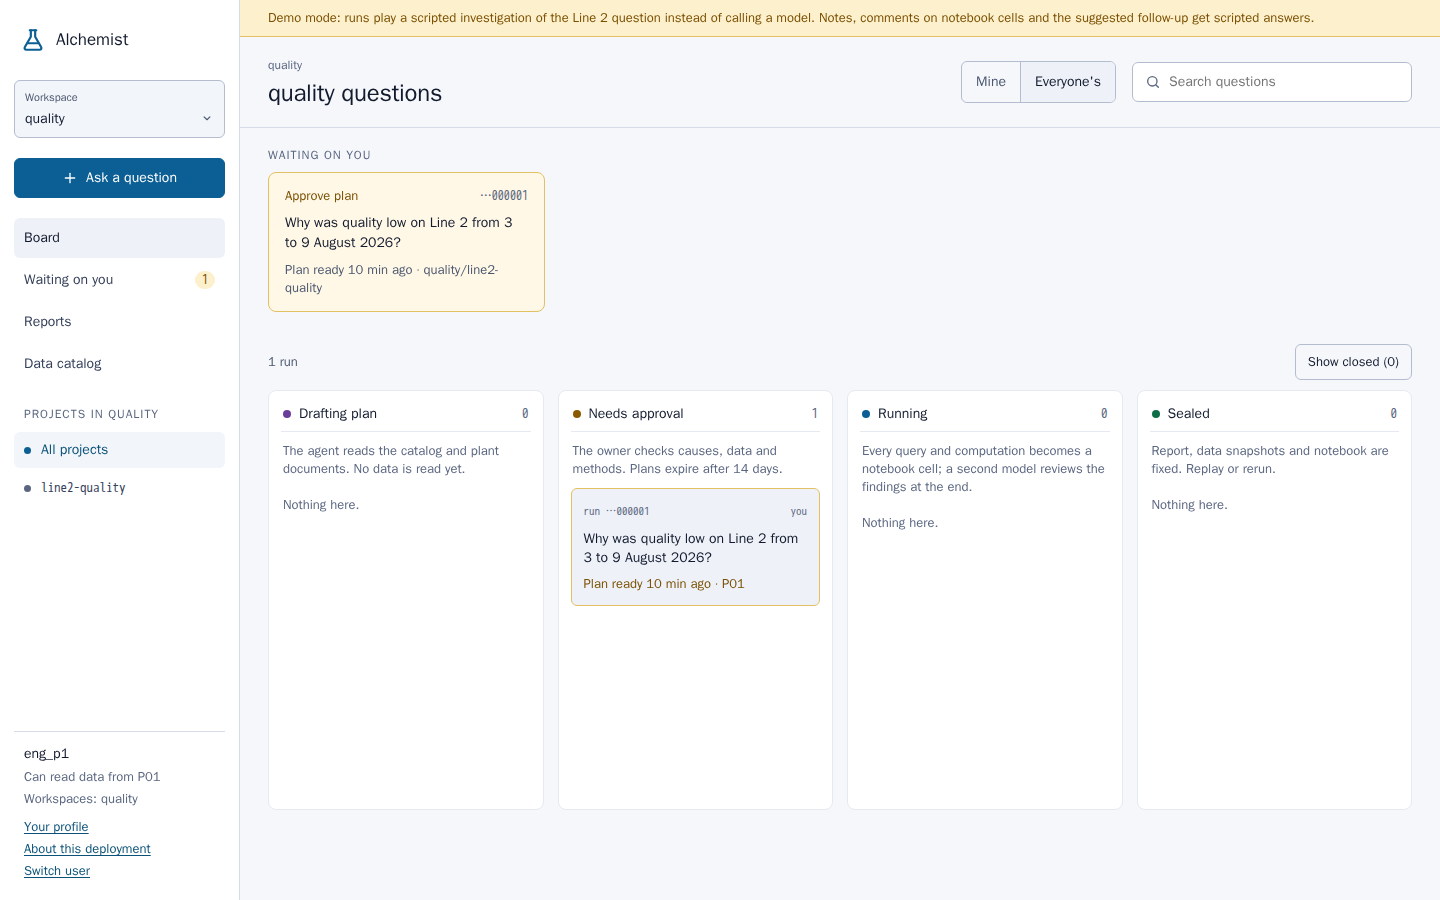 Demo mode: runs play a scripted investigation of the Line 2 question instead of calling a model. Notes, comments on notebook cells and the suggested follow-up get scripted answers.
Alchemist
Workspace
quality
Ask a question
Board
Waiting on you
1
Reports
Data catalog
PROJECTS IN QUALITY
All projects
line2-quality
eng_p1
Can read data from P01
Workspaces: quality
Your profile
About this deployment
Switch user
quality
quality questions
Mine
Everyone's
Search questions
WAITING ON YOU
Approve plan
···000001
Why was quality low on Line 2 from 3
to 9 August 2026?
Plan ready 10 min ago · quality/line2-
quality
1 run
Show closed (0)
Drafting plan
0
The agent reads the catalog and plant
documents. No data is read yet.
Nothing here.
Needs approval
1
The owner checks causes, data and
methods. Plans expire after 14 days.
run ···000001
you
Why was quality low on Line 2 from
3 to 9 August 2026?
Plan ready 10 min ago · P01
Running
0
Every query and computation becomes a
notebook cell; a second model reviews the
findings at the end.
Nothing here.
Sealed
0
Report, data snapshots and notebook are
fixed. Replay or rerun.
Nothing here.